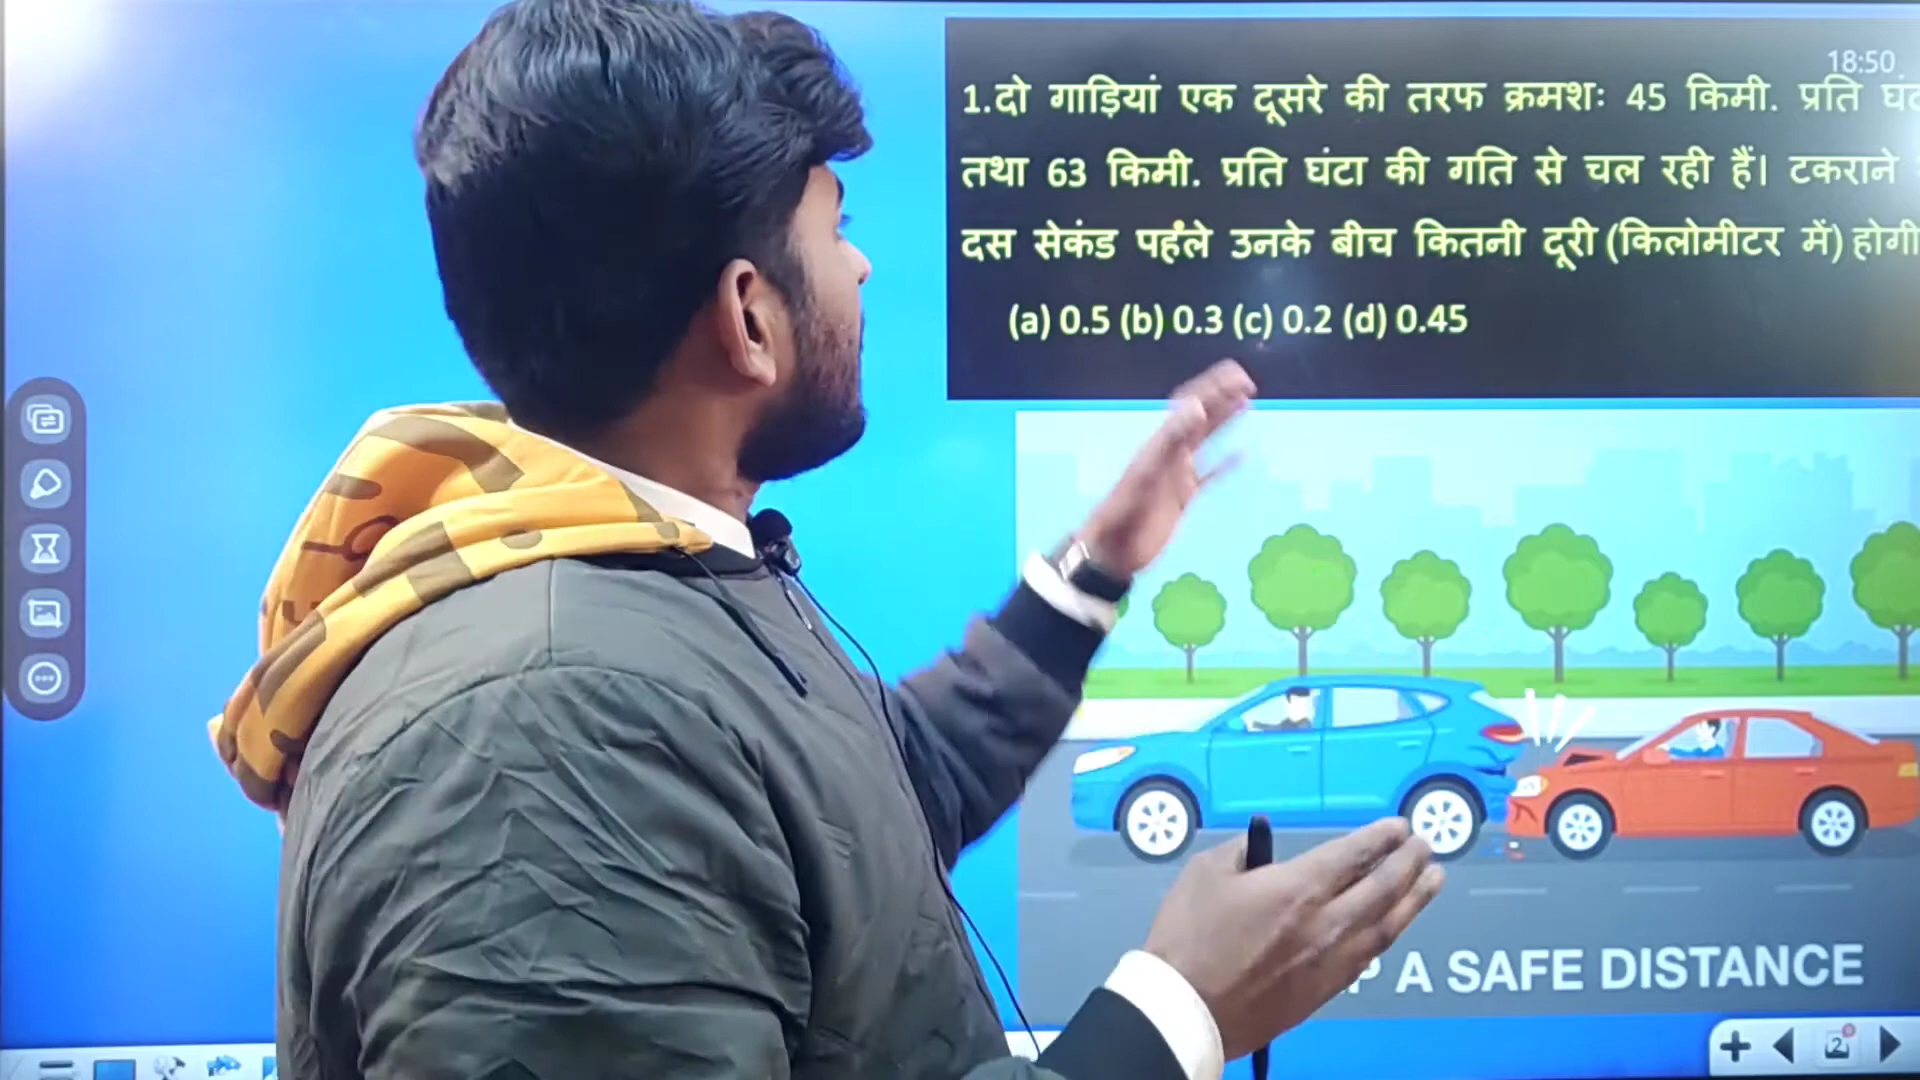 18:50
1.दो गाड़ियां एक दूसरे की तरफ क्रमशः 45 किमी. प्रति
तथा 63 किमी. प्रति घंटा की गति से चल रही हैं। टकराने
दस सेकंड पहले उनके बीच कितनी दूरी (किलोमीटर में) होगी
(a) 0.5 (b) 0.3 (c) 0.2 (d) 0.45
A SAFE DISTANCE
2